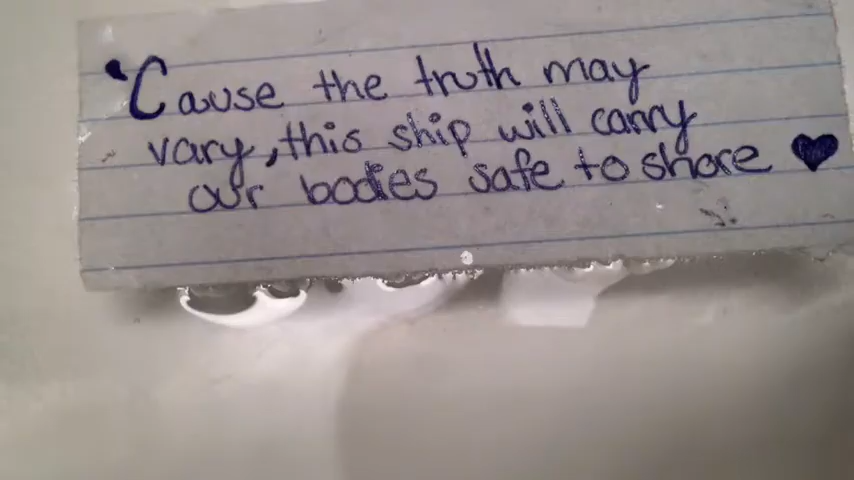 'Cause the truth may
vary, this ship will carry
our bodies safe to shore ♥